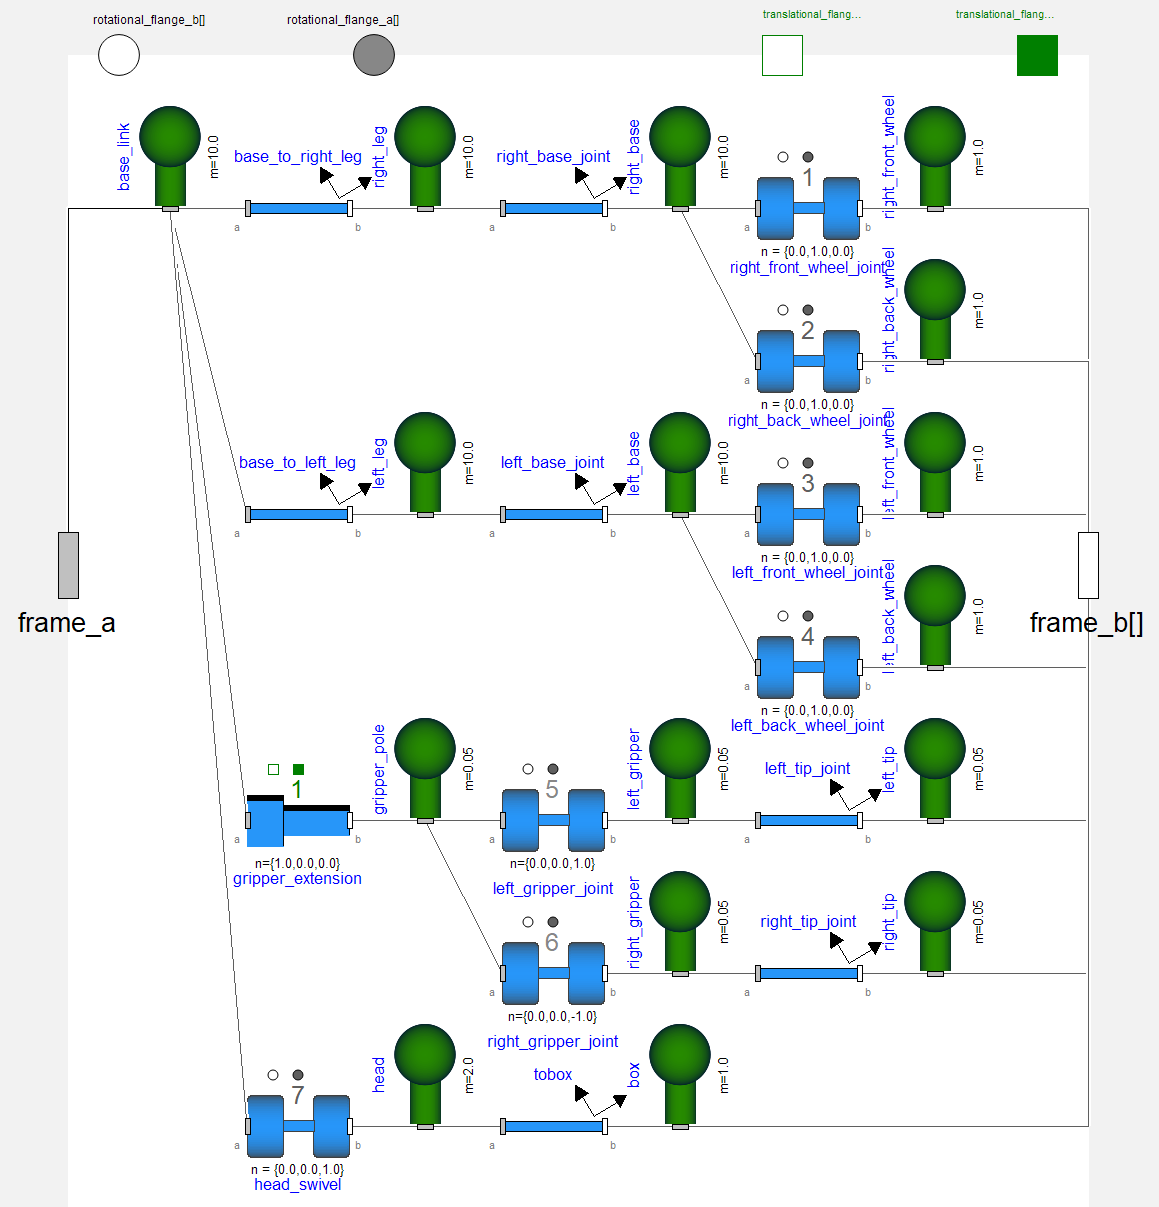 rotational_flange_b[]
rotational_flange_a[]
translational_flang...
translational_flang...
base_link
m=10.0
base_to_right_leg
right_leg
m=10.0
right_base_joint
right_base
m=10.0
1
right_front_wheel
m=1.0
a
b
a
b
a
b
n = {0.0,1.0,0.0}
right_front_wheel_joint
right_back_wheel
m=1.0
2
a
b
n = {0.0,1.0,0.0}
right_back_wheel_joint
base_to_left_leg
left_leg
m=10.0
left_base_joint
left_base
m=10.0
3
left_front_wheel
m=1.0
a
b
a
b
a
b
n = {0.0,1.0,0.0}
left_front_wheel_joint
frame_a
frame_b[]
left_back_wheel
m=1.0
4
a
b
n = {0.0,1.0,0.0}
left_back_wheel_joint
1
gripper_pole
m=0.05
5
left_gripper
m=0.05
left_tip_joint
left_tip
m=0.05
a
b
a
b
a
b
n={1.0,0.0,0.0}
gripper_extension
n={0.0,0.0,1.0}
left_gripper_joint
6
right_gripper
m=0.05
right_tip_joint
right_tip
m=0.05
a
b
a
b
n={0.0,0.0,-1.0}
right_gripper_joint
7
head
m=2.0
tobox
box
m=1.0
a
b
a
b
n = {0.0,0.0,1.0}
head_swivel